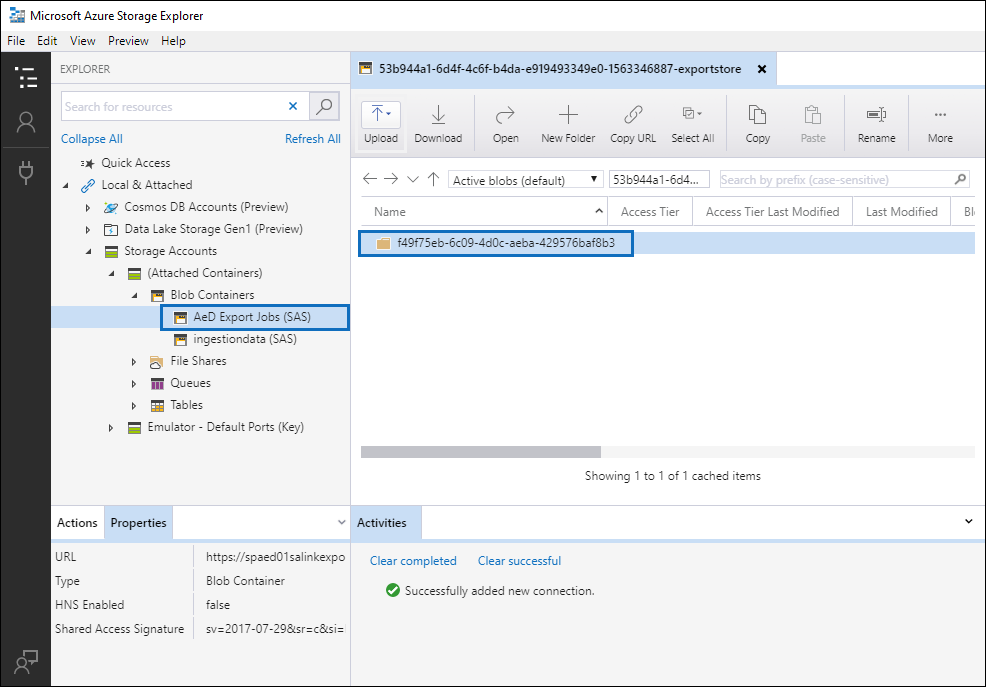 Microsoft Azure Storage Explorer
File Edit View Preview Help
EXPLORER
Search for resources
Collapse All Refresh All
Quick Access
Local & Attached
Cosmos DB Accounts (Preview)
Data Lake Storage Gen1 (Preview)
Storage Accounts
(Attached Containers)
Blob Containers
AeD Export Jobs (SAS)
ingestiondata (SAS)
File Shares
Queues
Tables
Emulator - Default Ports (Key)
53b944a1-6d4f-4c6f-b4da-e919493349e0-1563346887-exportstore
Upload Download Open New Folder Copy URL Select All Copy Paste Rename More
Active blobs (default) 53b944a1-6d4... Search by prefix (case-sensitive)
Name Access Tier Access Tier Last Modified Last Modified Bl
f49f75eb-6c09-4d0c-aeba-429576baf8b3
Showing 1 to 1 of 1 cached items
Actions Properties
URL https://spaed01salinkexpo
Type Blob Container
HNS Enabled false
Shared Access Signature sv=2017-07-29&sr=c&si=
Activities
Clear completed Clear successful
Successfully added new connection.